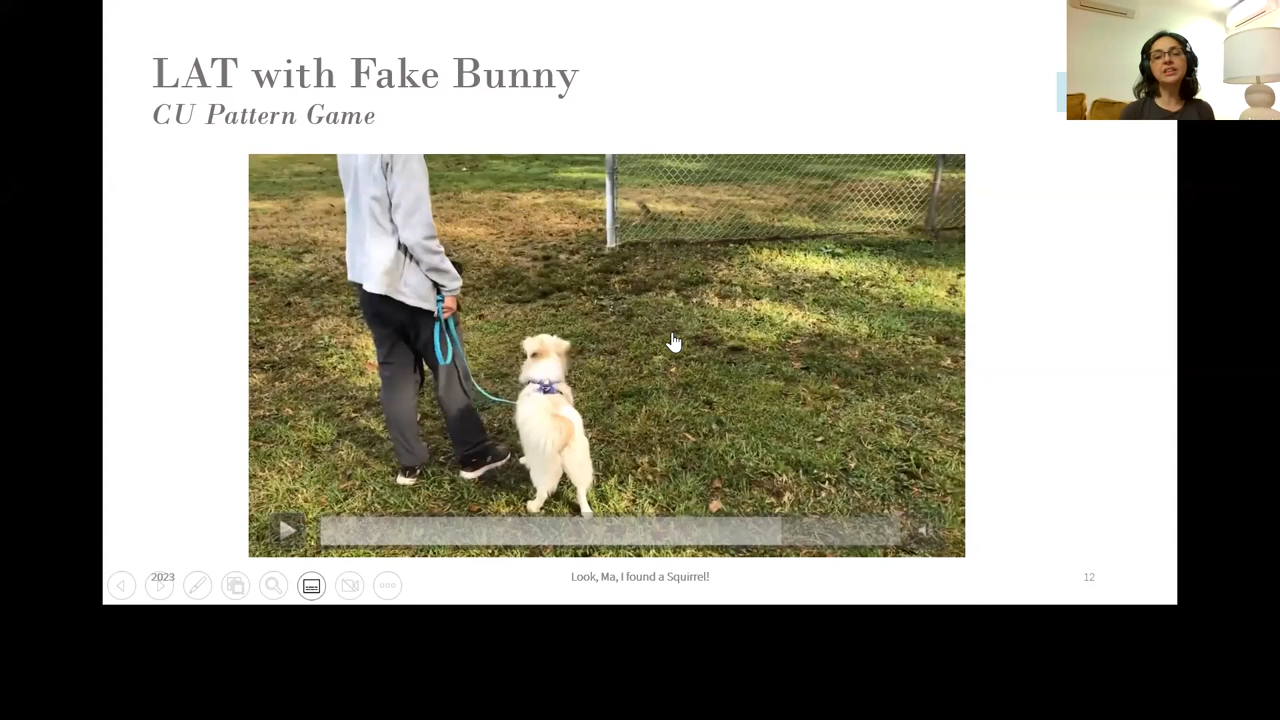 LAT with Fake Bunny
CU Pattern Game
2023
Look, Ma, I found a Squirrel!
12